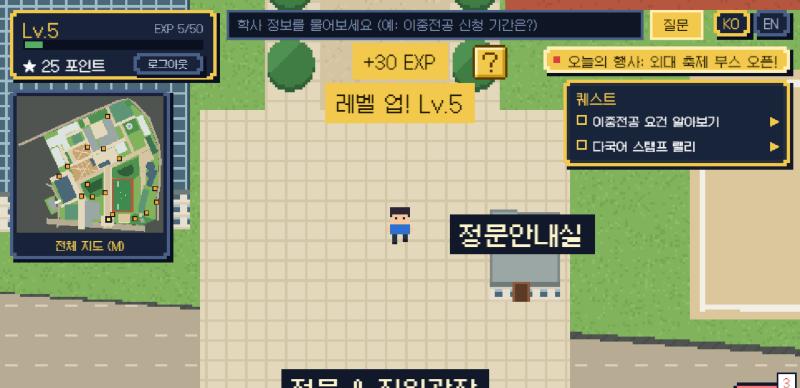 Lv.5
EXP 5/50
★ 25 포인트
로그아웃
학사 정보를 물어보세요 (예: 이중전공 신청 기간은?)
질문
KO
EN
+30 EXP
?
오늘의 행사: 외대 축제 부스 오픈!
레벨 업! Lv.5
퀘스트
이중전공 요건 알아보기
다국어 스탬프 랠리
정문안내실
전체 지도 (M)
3